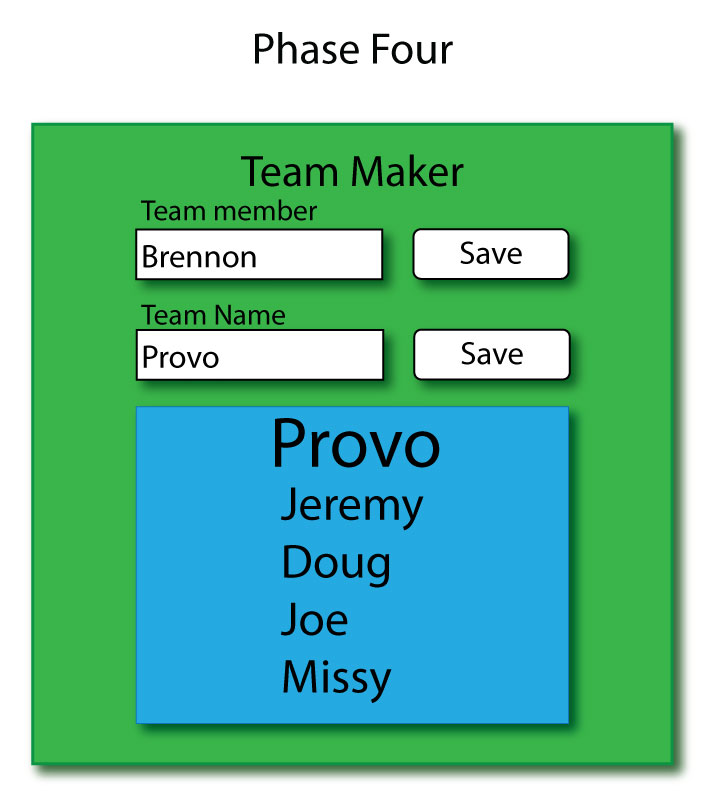 Phase Four
Team Maker
Team member
Brennon
Save
Team Name
Provo
Save
Provo
Jeremy
Doug
Joe
Missy